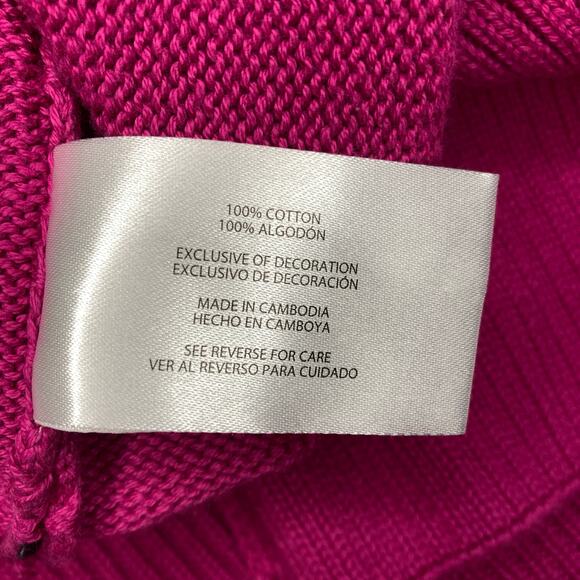 100% COTTON
100% ALGODÓN
EXCLUSIVE OF DECORATION
EXCLUSIVO DE DECORACIÓN
MADE IN CAMBODIA
HECHO EN CAMBOYA
SEE REVERSE FOR CARE
VER AL REVERSO PARA CUIDADO